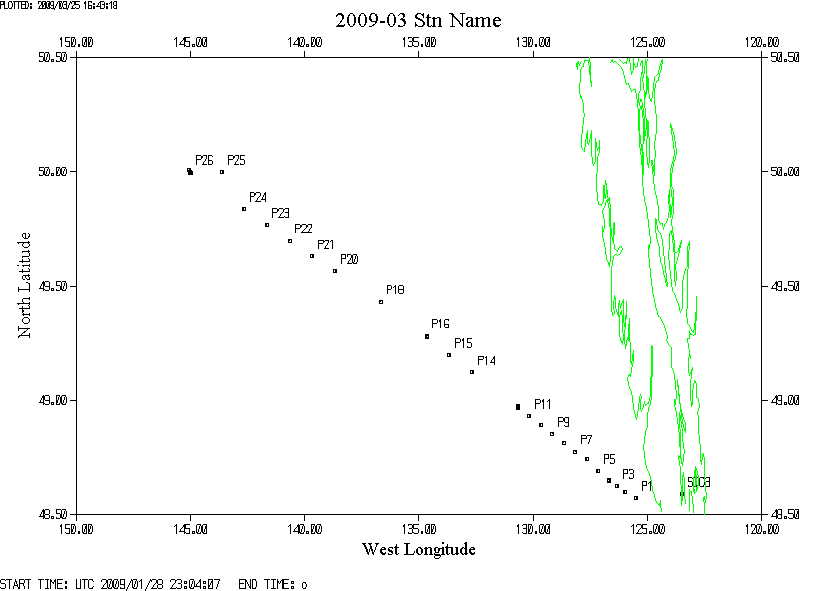 PLOTTED: 2009/03/25 16:43:18
2009-03 Stn Name
145.00 140.00 135.00 130.00 125.00 120.00
50.50 50.50
P26 P25
50.00 50.00
P24
P23
P22
P21
P20
North Latitude
49.50 49.50
P18
P16
P15
P14
49.00 49.00
P11
P9
P7
P5
P3
P1
48.50 48.50
150.00 145.00 140.00 135.00 130.00 125.00 120.00
West Longitude
START TIME: UTC 2009/01/28 23:04:07 END TIME: o